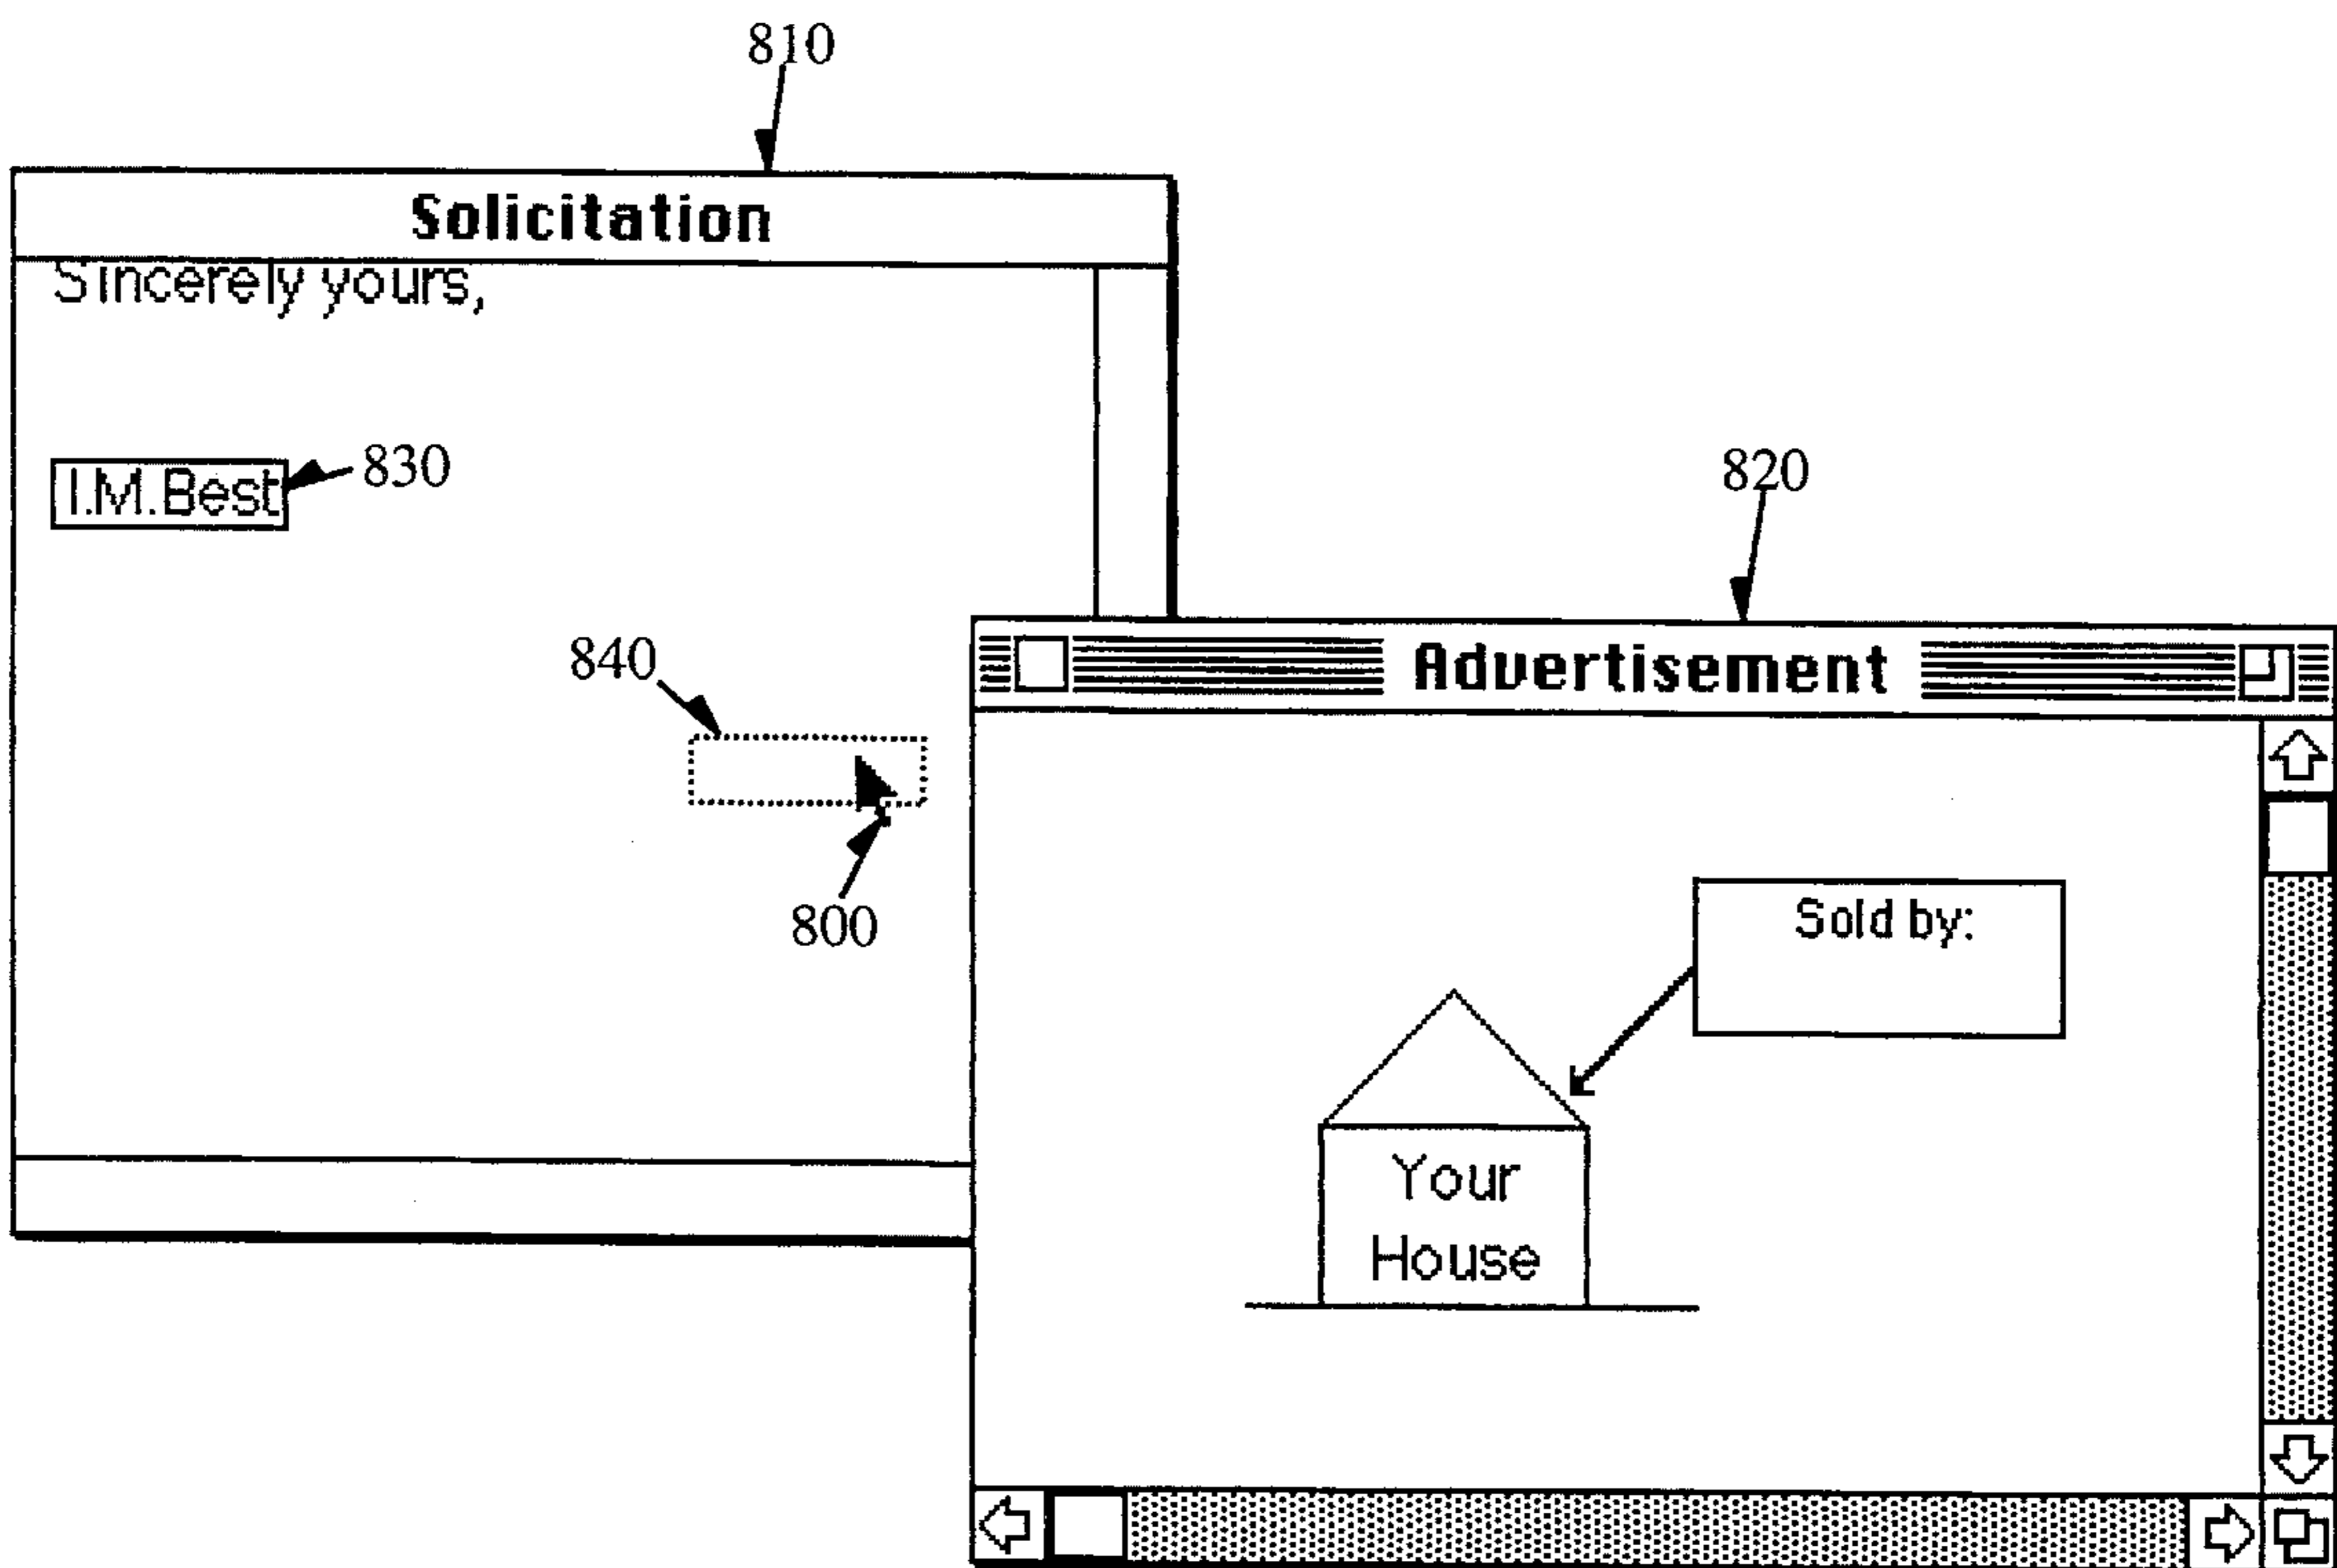 810
Solicitation
Sincerely yours,
I.M.Best
830
820
840
Advertisement
800
Sold by:
Your
House